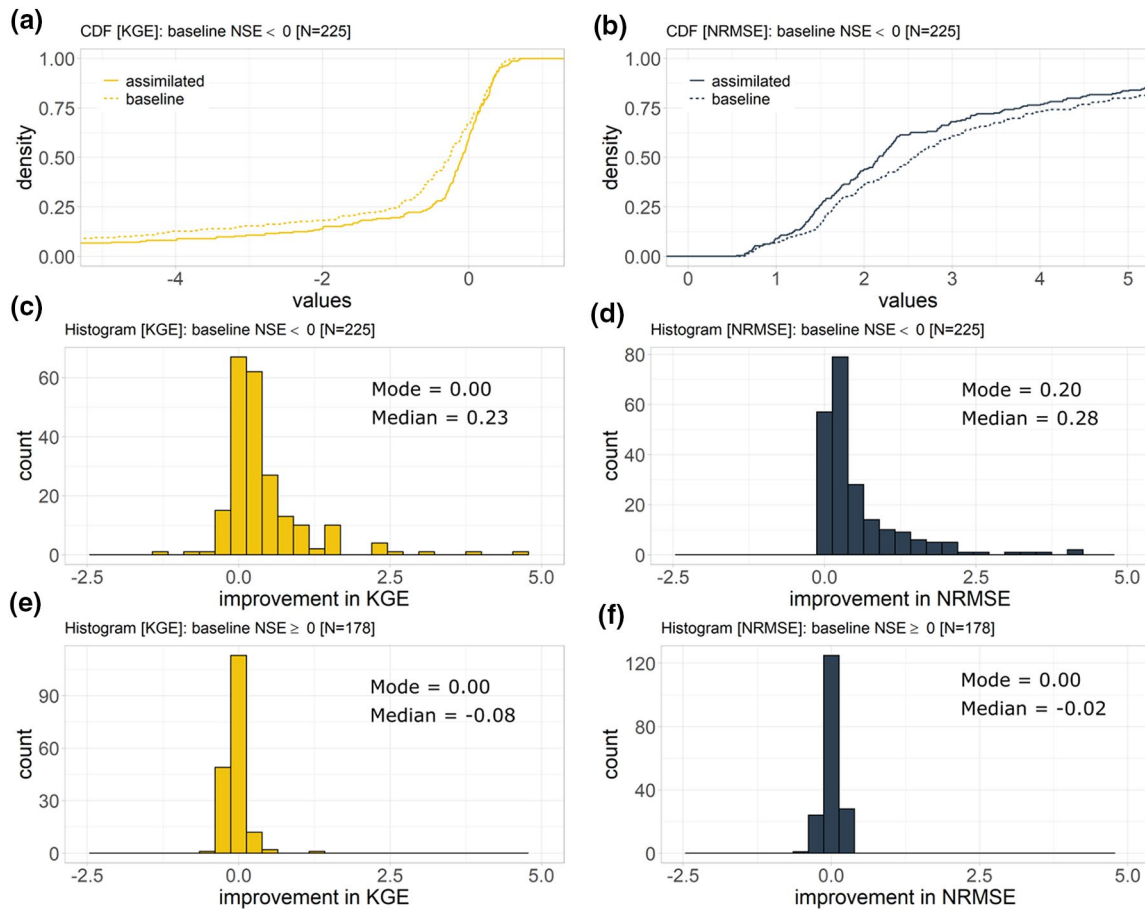 (a)
CDF [KGE]: baseline NSE < 0 [N=225]
1.00
0.75
0.50
0.25
0.00
density
assimilated
baseline
-4
-2
0
values
(b)
CDF [NRMSE]: baseline NSE < 0 [N=225]
1.00
0.75
0.50
0.25
0.00
density
assimilated
baseline
0
1
2
3
4
5
values
(c)
Histogram [KGE]: baseline NSE < 0 [N=225]
60
40
20
0
count
Mode = 0.00
Median = 0.23
-2.5
0.0
2.5
5.0
improvement in KGE
(d)
Histogram [NRMSE]: baseline NSE < 0 [N=225]
80
60
40
20
0
count
Mode = 0.20
Median = 0.28
-2.5
0.0
2.5
5.0
improvement in NRMSE
(e)
Histogram [KGE]: baseline NSE ≥ 0 [N=178]
90
60
30
0
count
Mode = 0.00
Median = -0.08
-2.5
0.0
2.5
5.0
improvement in KGE
(f)
Histogram [NRMSE]: baseline NSE ≥ 0 [N=178]
120
80
40
0
count
Mode = 0.00
Median = -0.02
-2.5
0.0
2.5
5.0
improvement in NRMSE